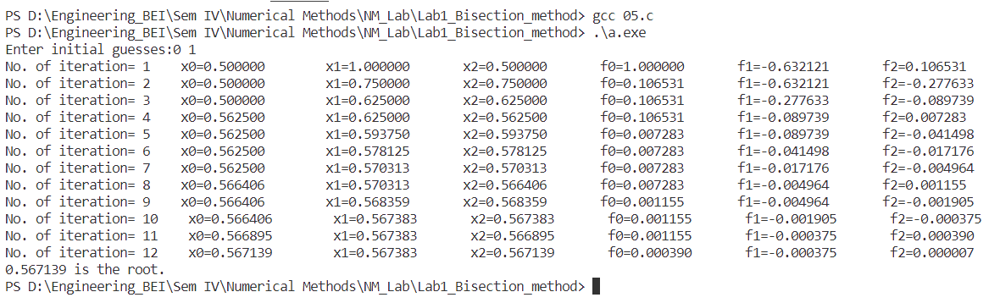 PS D:\Engineering_BEI\Sem IV\Numerical Methods\NM_Lab\Lab1_Bisection_method> gcc 05.c
PS D:\Engineering_BEI\Sem IV\Numerical Methods\NM_Lab\Lab1_Bisection_method> .\a.exe
Enter initial guesses:0 1
No. of iteration= 1 x0=0.500000 x1=1.000000 x2=0.500000 f0=1.000000 f1=-0.632121 f2=0.106531
No. of iteration= 2 x0=0.500000 x1=0.750000 x2=0.750000 f0=0.106531 f1=-0.632121 f2=-0.277633
No. of iteration= 3 x0=0.500000 x1=0.625000 x2=0.625000 f0=0.106531 f1=-0.277633 f2=-0.089739
No. of iteration= 4 x0=0.562500 x1=0.625000 x2=0.562500 f0=0.106531 f1=-0.089739 f2=0.007283
No. of iteration= 5 x0=0.562500 x1=0.593750 x2=0.593750 f0=0.007283 f1=-0.089739 f2=-0.041498
No. of iteration= 6 x0=0.562500 x1=0.578125 x2=0.578125 f0=0.007283 f1=-0.041498 f2=-0.017176
No. of iteration= 7 x0=0.562500 x1=0.570313 x2=0.570313 f0=0.007283 f1=-0.017176 f2=-0.004964
No. of iteration= 8 x0=0.566406 x1=0.570313 x2=0.566406 f0=0.007283 f1=-0.004964 f2=0.001155
No. of iteration= 9 x0=0.566406 x1=0.568359 x2=0.568359 f0=0.001155 f1=-0.004964 f2=-0.001905
No. of iteration= 10 x0=0.566406 x1=0.567383 x2=0.567383 f0=0.001155 f1=-0.001905 f2=-0.000375
No. of iteration= 11 x0=0.566895 x1=0.567383 x2=0.566895 f0=0.001155 f1=-0.000375 f2=0.000390
No. of iteration= 12 x0=0.567139 x1=0.567383 x2=0.567139 f0=0.000390 f1=-0.000375 f2=0.000007
0.567139 is the root.
PS D:\Engineering_BEI\Sem IV\Numerical Methods\NM_Lab\Lab1_Bisection_method>